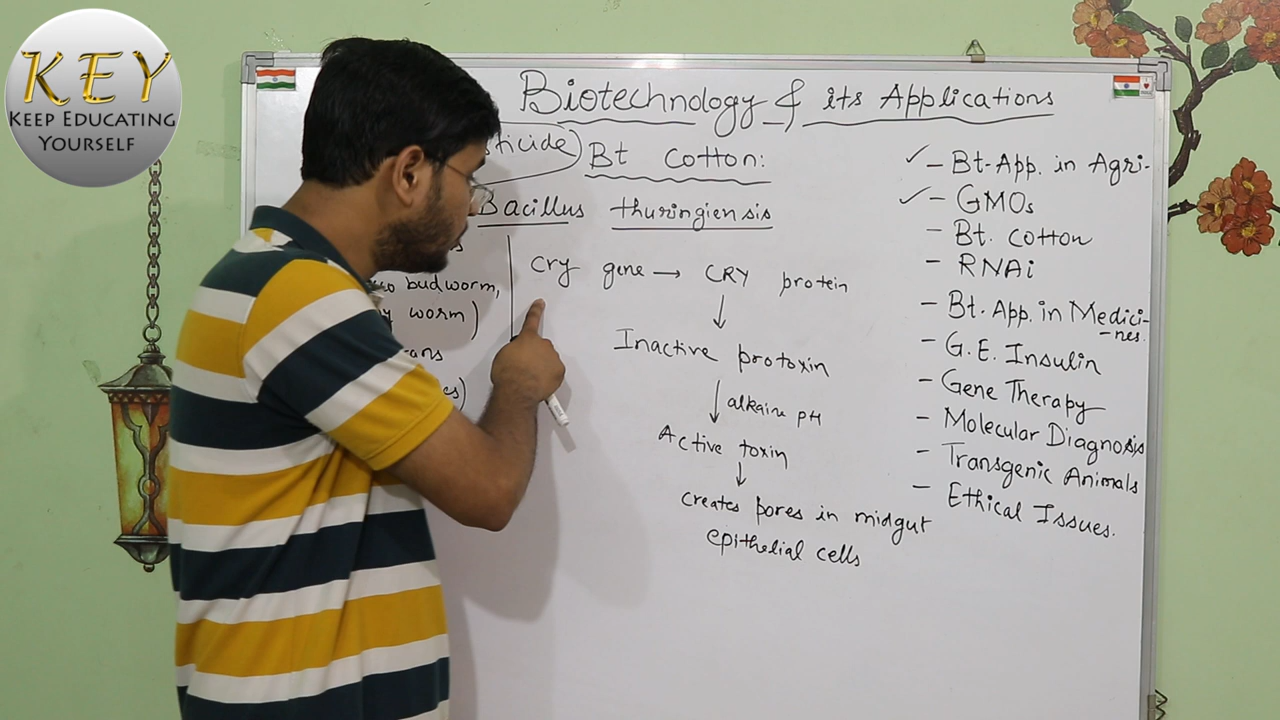 KEY
KEEP EDUCATING
YOURSELF
Biotechnology & its Applications
Bt Cotton:
Bacillus thuringiensis
budworm,
worm)
cry gene → CRY protein
↓
Inactive protoxin
↓ alkaline pH
Active toxin
↓
creates pores in midgut
epithelial cells
✓ - Bt-App. in Agri-
✓ - GMOs
- Bt. Cotton
- RNAi
- Bt. App. in Medici-
nes.
- G.E. Insulin
- Gene Therapy
- Molecular Diagnosis
- Transgenic Animals
- Ethical Issues.